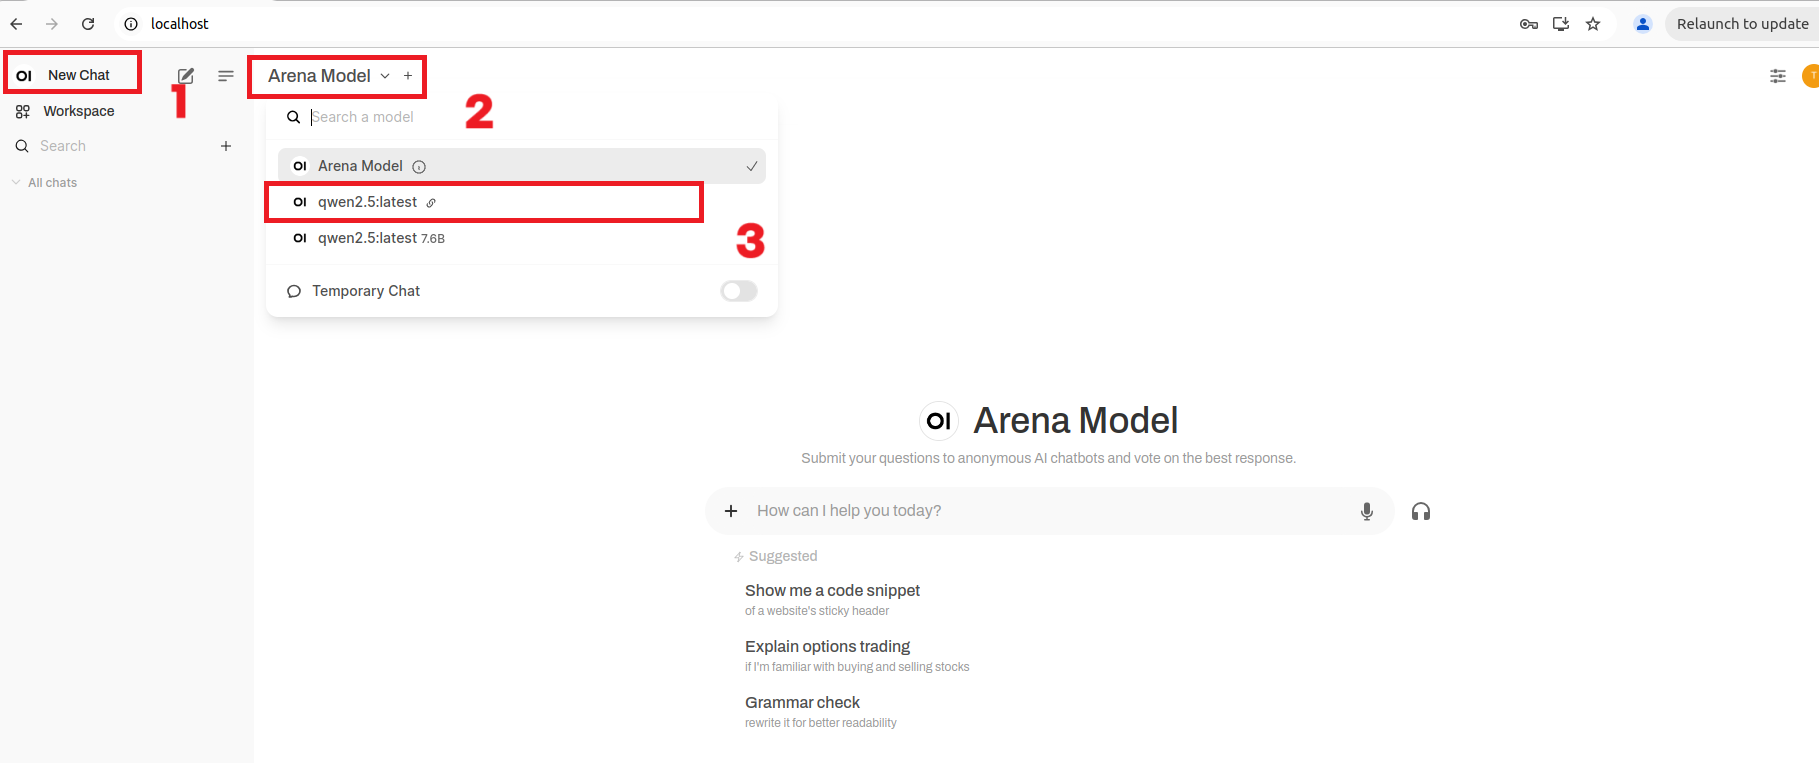 localhost
Relaunch to update
OI New Chat
1
Workspace
Search
All chats
Arena Model
T
2
Search a model
OI Arena Model
OI qwen2.5:latest
OI qwen2.5:latest 7.6B
3
Temporary Chat
OI Arena Model
Submit your questions to anonymous AI chatbots and vote on the best response.
How can I help you today?
Suggested
Show me a code snippet
of a website's sticky header
Explain options trading
if I'm familiar with buying and selling stocks
Grammar check
rewrite it for better readability